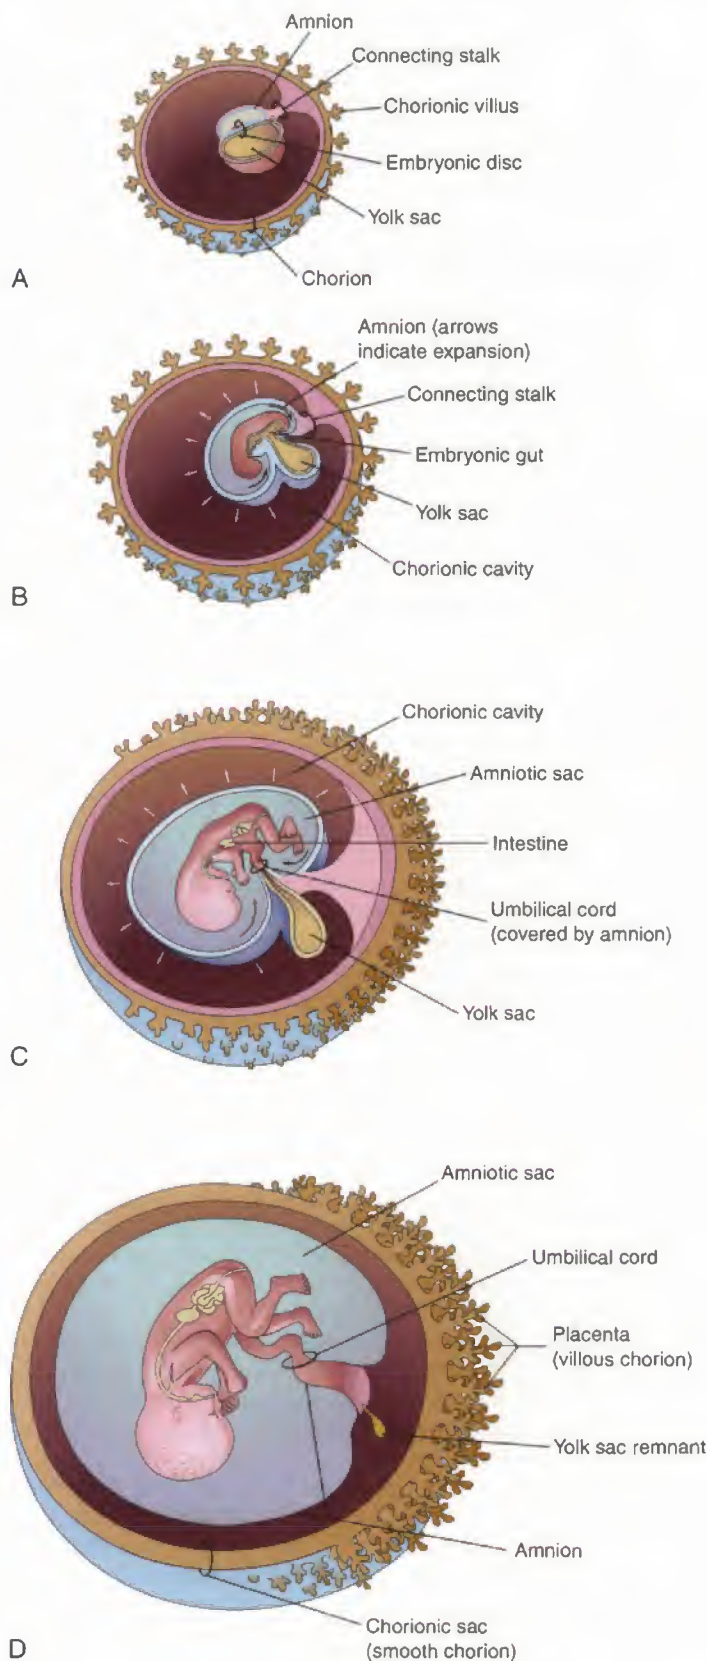 Amnion
Connecting stalk
Chorionic villus
Embryonic disc
Yolk sac
Chorion
A
Amnion (arrows
indicate expansion)
Connecting stalk
Embryonic gut
Yolk sac
Chorionic cavity
B
Chorionic cavity
Amniotic sac
Intestine
Umbilical cord
(covered by amnion)
Yolk sac
C
Amniotic sac
Umbilical cord
Placenta
(villous chorion)
Yolk sac remnant
Amnion
Chorionic sac
(smooth chorion)
D